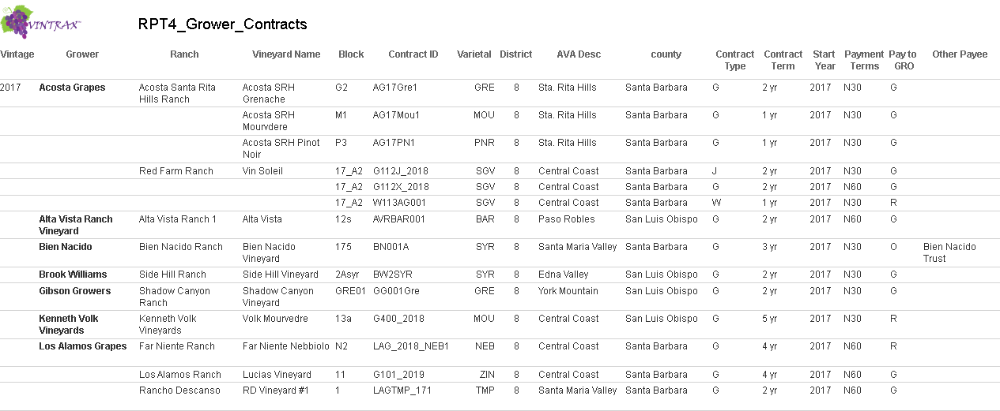 VINTRAX™
RPT4_Grower_Contracts
Vintage Grower Ranch Vineyard Name Block Contract ID Varietal District AVA Desc county Contract Type Contract Term Start Year Payment Terms Pay to GRO Other Payee
2017 Acosta Grapes Acosta Santa Rita G2 AG17Gre1 GRE 8 Sta. Rita Hills Santa Barbara G 2 yr 2017 N30 G
Hills Ranch Acosta SRH Grenache
Acosta SRH Mourvdere M1 AG17Mou1 MOU 8 Sta. Rita Hills Santa Barbara G 1 yr 2017 N30 G
Acosta SRH Pinot Noir P3 AG17PN1 PNR 8 Sta. Rita Hills Santa Barbara G 1 yr 2017 N30 G
Red Farm Ranch Vin Soleil 17_A2 G112J_2018 SGV 8 Central Coast Santa Barbara J 2 yr 2017 N30 G
17_A2 G112X_2018 SGV 8 Central Coast Santa Barbara G 2 yr 2017 N60 G
17_A2 W113AG001 SGV 8 Central Coast Santa Barbara W 1 yr 2017 N30 R
Alta Vista Ranch Vineyard Alta Vista Ranch 1 Alta Vista 12s AVRBAR001 BAR 8 Paso Robles San Luis Obispo G 2 yr 2017 N60 G
Bien Nacido Bien Nacido Ranch Bien Nacido Vineyard 175 BN001A SYR 8 Santa Maria Valley Santa Barbara G 3 yr 2017 N30 O Bien Nacido Trust
Brook Williams Side Hill Ranch Side Hill Vineyard 2Asyr BW2SYR SYR 8 Edna Valley San Luis Obispo G 2 yr 2017 N30 G
Gibson Growers Shadow Canyon Ranch Shadow Canyon Vineyard GRE01 GG001Gre GRE 8 York Mountain San Luis Obispo G 2 yr 2017 N30 G
Kenneth Volk Vineyards Kenneth Volk Vineyards Volk Mourvedre 13a G400_2018 MOU 8 Central Coast San Luis Obispo G 5 yr 2017 N30 R
Los Alamos Grapes Far Niente Ranch Far Niente Nebbiolo N2 LAG_2018_NEB1 NEB 8 Central Coast Santa Barbara G 4 yr 2017 N60 R
Los Alamos Ranch Lucias Vineyard 11 G101_2019 ZIN 8 Central Coast Santa Barbara G 4 yr 2017 N60 G
Rancho Descanso RD Vineyard #1 1 LAGTMP_171 TMP 8 Santa Maria Valley Santa Barbara G 2 yr 2017 N60 G